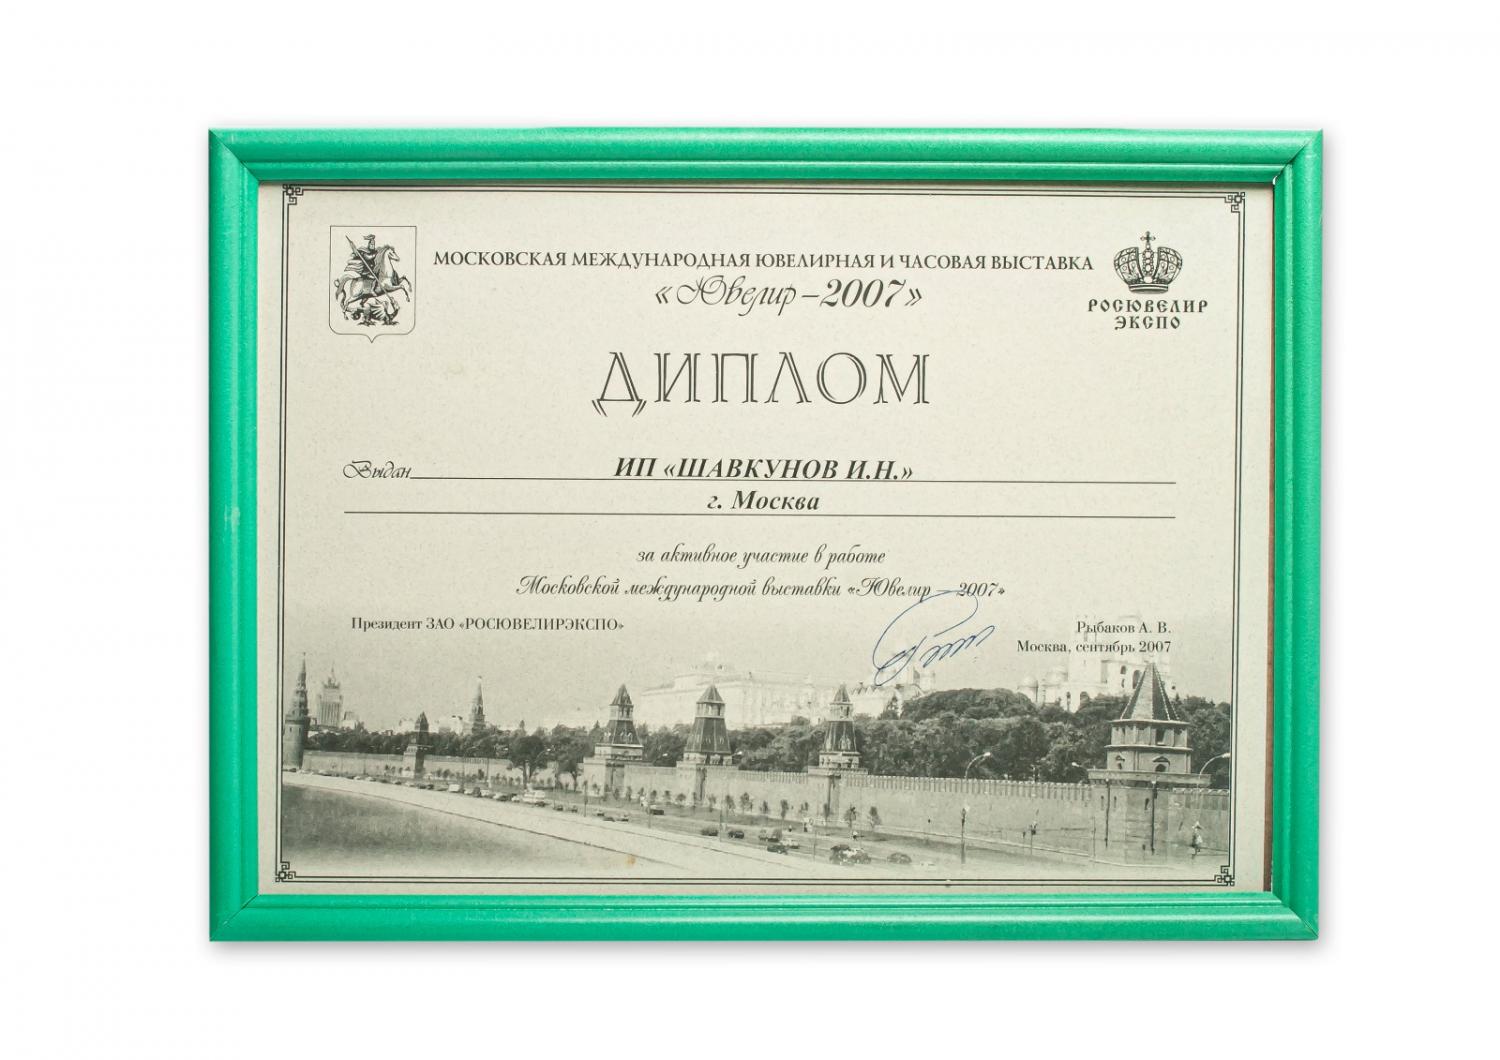 МОСКОВСКАЯ МЕЖДУНАРОДНАЯ ЮВЕЛИРНАЯ И ЧАСОВАЯ ВЫСТАВКА
«Ювелир – 2007»
РОСЮВЕЛИР
ЭКСПО
ДИПЛОМ
Выдан ИП «ШАВКУНОВ И.Н.»
г. Москва
за активное участие в работе
Московской международной выставки «Ювелир – 2007»
Президент ЗАО «РОСЮВЕЛИРЭКСПО» Рыбаков А. В.
Москва, сентябрь 2007